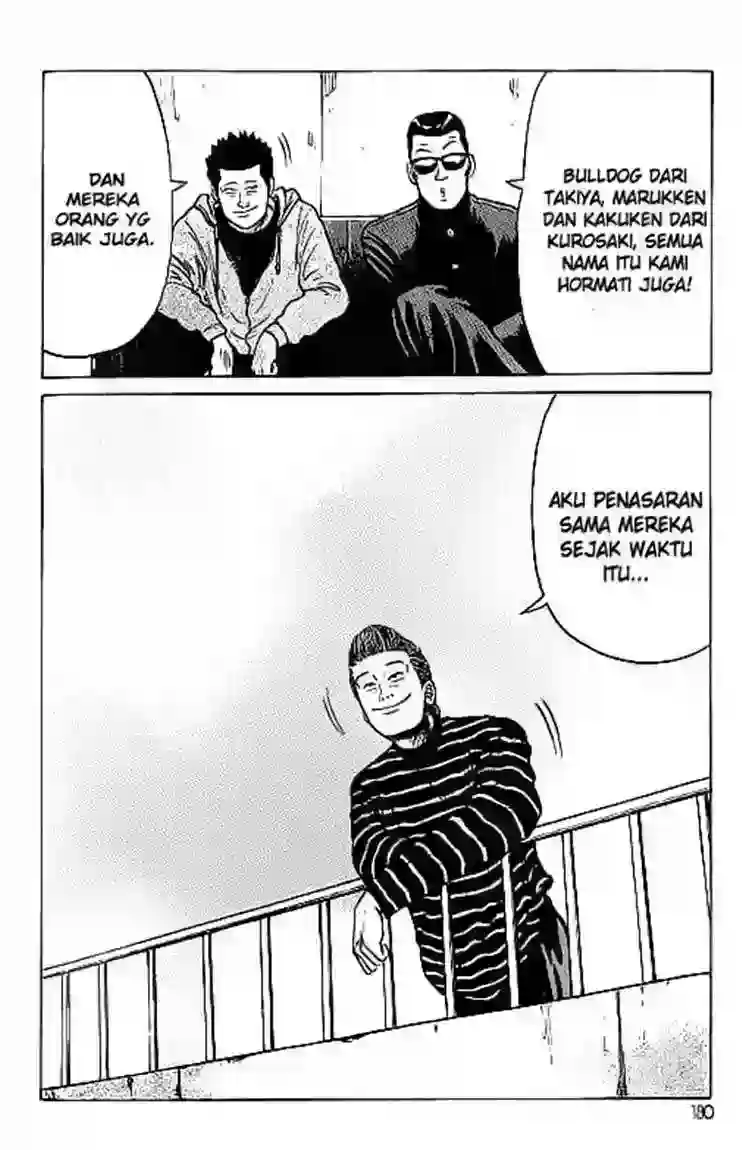 BULLDOG DARI
TAKIYA, MARUKKEN
DAN KAKUKEN DARI
KUROSAKI, SEMUA
NAMA ITU KAMI
HORMATI JUGA!
DAN
MEREKA
ORANG YG
BAIK JUGA.
AKU PENASARAN
SAMA MEREKA
SEJAK WAKTU
ITU...
180